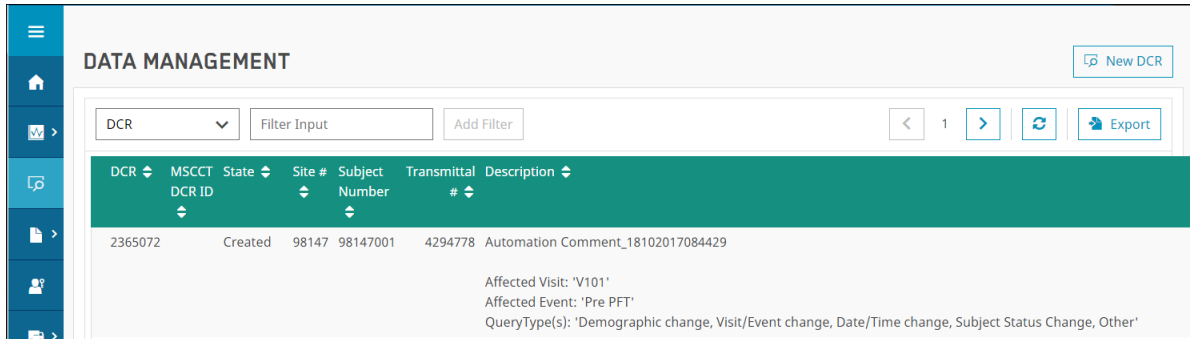 DATA MANAGEMENT
New DCR
DCR Filter Input Add Filter 1 Export
DCR MSCCT DCR ID State Site # Subject Number Transmittal # Description
2365072 Created 98147 98147001 4294778 Automation Comment_18102017084429
Affected Visit: 'V101'
Affected Event: 'Pre PFT'
QueryType(s): 'Demographic change, Visit/Event change, Date/Time change, Subject Status Change, Other'